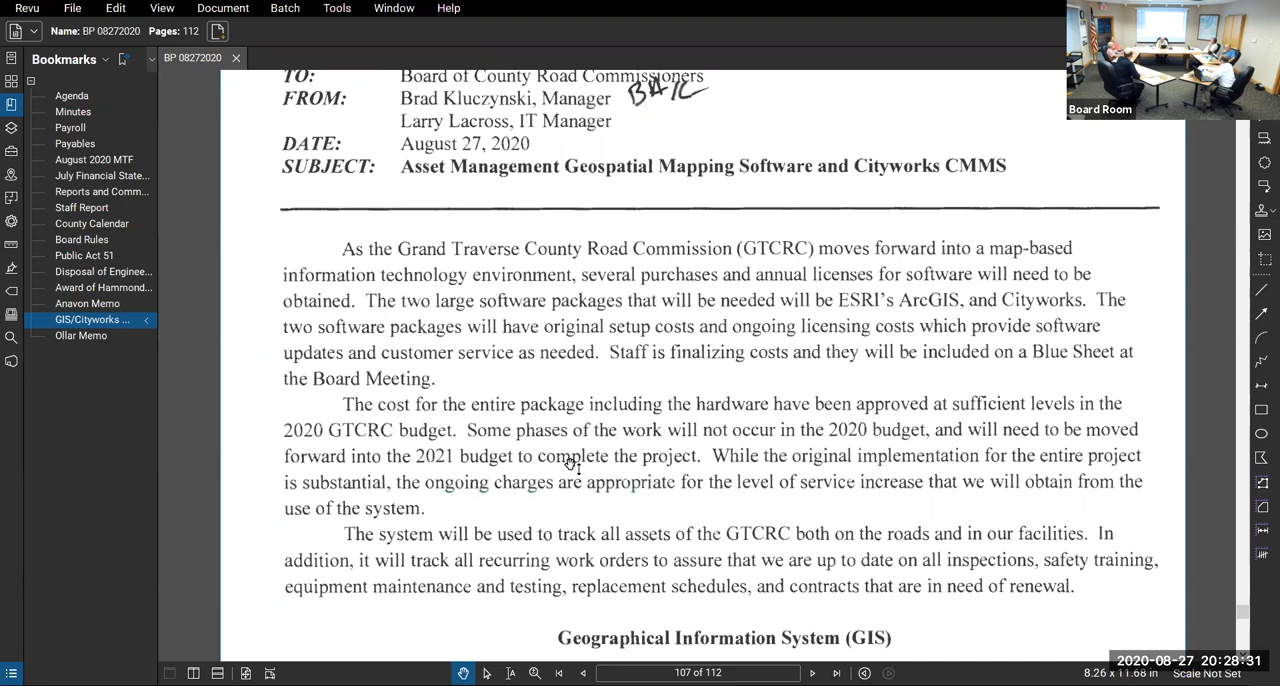 Revu File Edit View Document Batch Tools Window Help
Name: BP 08272020 Pages: 112
Bookmarks
BP 08272020
Agenda
Minutes
Payroll
Payables
August 2020 MTF
July Financial State...
Reports and Comm...
Staff Report
County Calendar
Board Rules
Public Act 51
Disposal of Enginee...
Award of Hammond...
Anavon Memo
GIS/Cityworks ...
Ollar Memo
TO: Board of County Road Commissioners
FROM: Brad Kluczynski, Manager
Larry Lacross, IT Manager
DATE: August 27, 2020
SUBJECT: Asset Management Geospatial Mapping Software and Cityworks CMMS
As the Grand Traverse County Road Commission (GTCRC) moves forward into a map-based
information technology environment, several purchases and annual licenses for software will need to be
obtained. The two large software packages that will be needed will be ESRI's ArcGIS, and Cityworks. The
two software packages will have original setup costs and ongoing licensing costs which provide software
updates and customer service as needed. Staff is finalizing costs and they will be included on a Blue Sheet at
the Board Meeting.
The cost for the entire package including the hardware have been approved at sufficient levels in the
2020 GTCRC budget. Some phases of the work will not occur in the 2020 budget, and will need to be moved
forward into the 2021 budget to complete the project. While the original implementation for the entire project
is substantial, the ongoing charges are appropriate for the level of service increase that we will obtain from the
use of the system.
The system will be used to track all assets of the GTCRC both on the roads and in our facilities. In
addition, it will track all recurring work orders to assure that we are up to date on all inspections, safety training,
equipment maintenance and testing, replacement schedules, and contracts that are in need of renewal.
Geographical Information System (GIS)
Board Room
107 of 112
8.26 x 11.68 in
Scale Not Set
2020-08-27 20:28:31